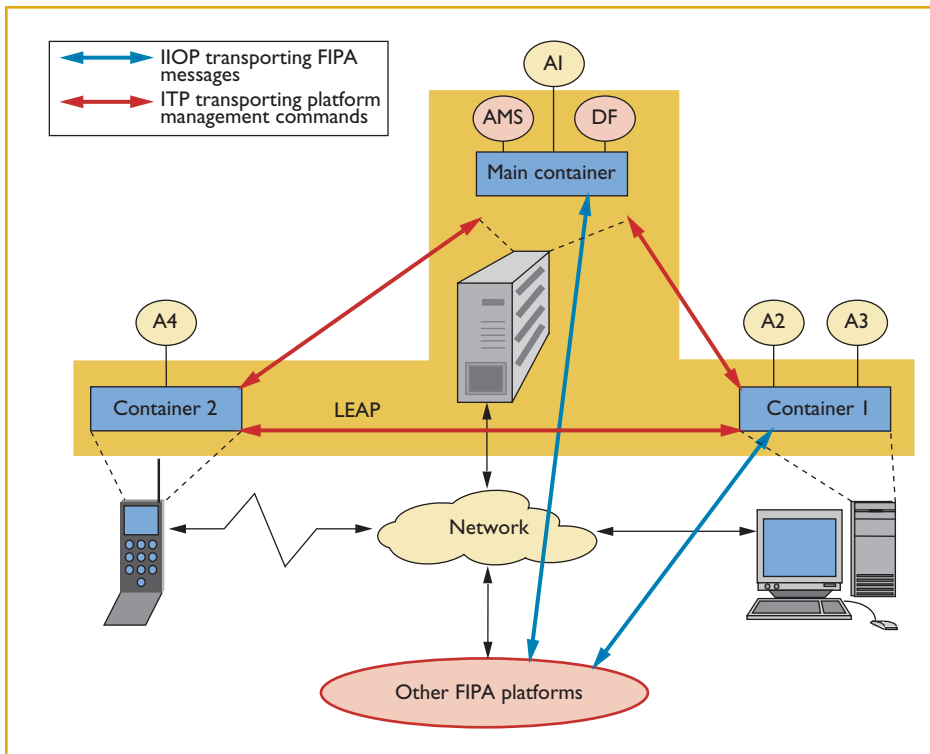 IIOP transporting FIPA
messages
ITP transporting platform
management commands
A1
AMS
DF
Main container
A4
A2
A3
Container 2
LEAP
Container 1
Network
Other FIPA platforms